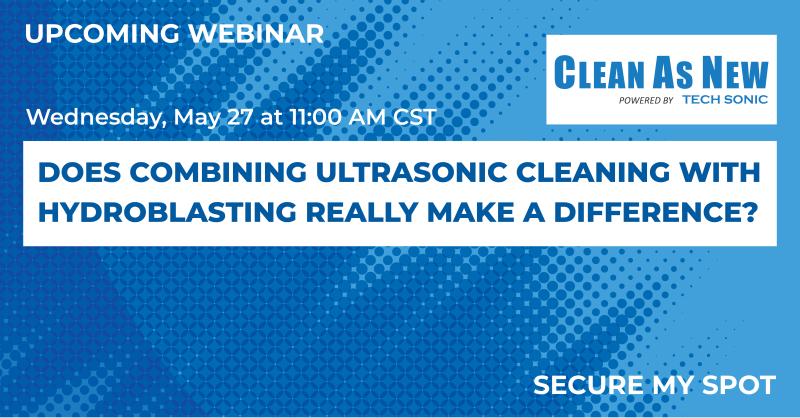 UPCOMING WEBINAR
CLEAN AS NEW
POWERED BY TECH SONIC
Wednesday, May 27 at 11:00 AM CST
DOES COMBINING ULTRASONIC CLEANING WITH
HYDROBLASTING REALLY MAKE A DIFFERENCE?
SECURE MY SPOT